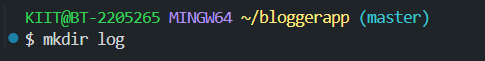 KIIT@BT-2205265 MINGW64 ~/bloggerapp (master)
$ mkdir log